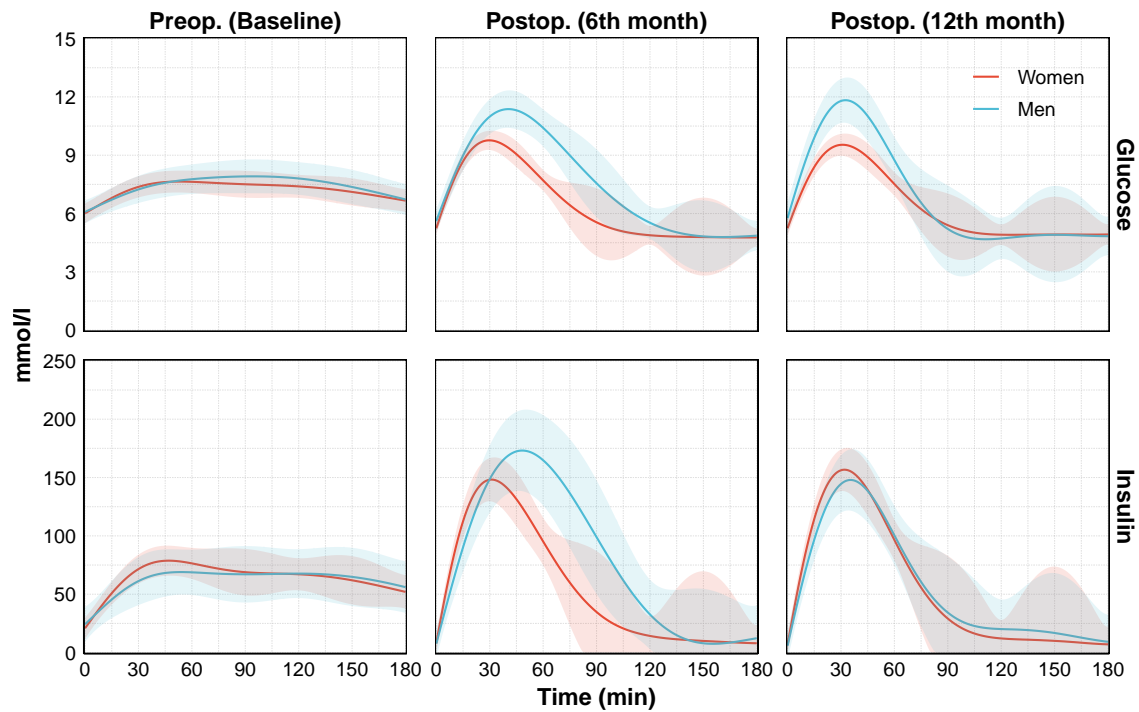 Preop. (Baseline) Postop. (6th month) Postop. (12th month)
15
12
9
6
3
0
Women
Men
Glucose
mmol/l
250
200
150
100
50
0
Insulin
0 30 60 90 120 150 180 0 30 60 90 120 150 180 0 30 60 90 120 150 180
Time (min)